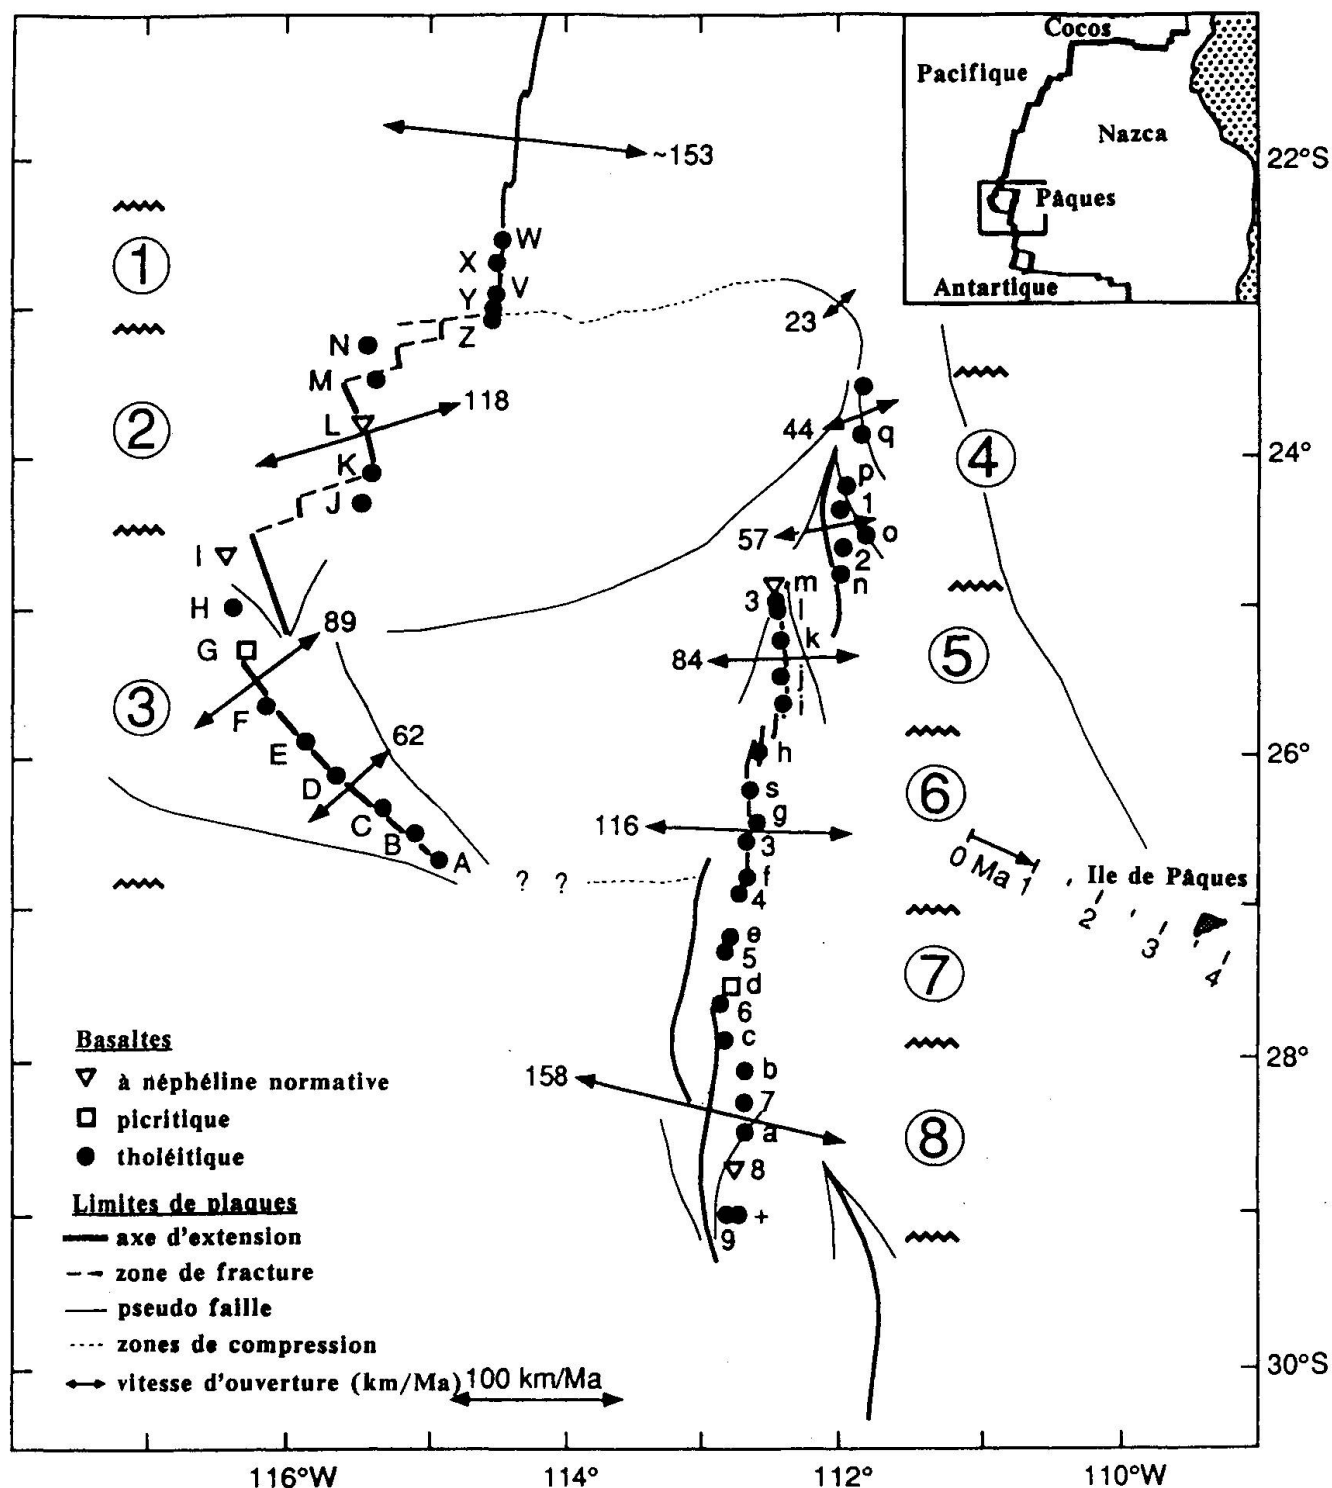 Cocos
Pacifique
Nazca
Pâques
Antartique
22°S
24°
26°
28°
30°S
116°W
114°
112°
110°W
~153
1
W
X
V
Y
Z
N
M
118
L
2
K
J
I
H
89
G
3
F
E
62
D
C
B
A
? ?
23
44
q
4
p
1
57
o
2
n
m
3
l
k
84
5
j
i
h
s
6
g
116
3
f
4
0 Ma 1
Ile de Pâques
2
3
4
e
5
7
d
6
c
158
b
7
a
8
8
+
9
Basaltes
à néphéline normative
picritique
tholéitique
Limites de plaques
axe d'extension
zone de fracture
pseudo faille
zones de compression
vitesse d'ouverture (km/Ma)
100 km/Ma